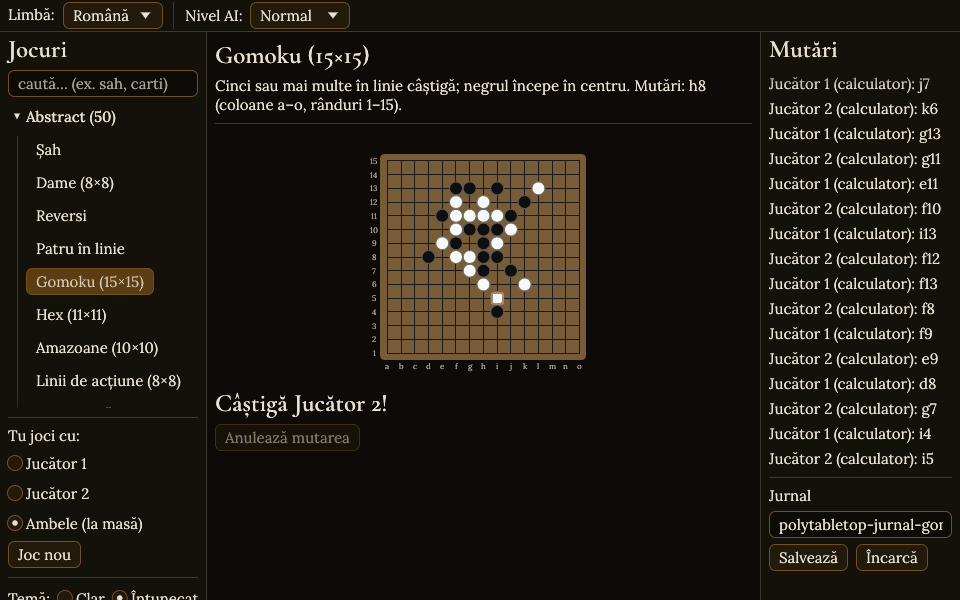 Limbă:
Română
Nivel AI:
Normal
Jocuri
caută... (ex. sah, carti)
Abstract (50)
Șah
Dame (8×8)
Reversi
Patru în linie
Gomoku (15×15)
Hex (11×11)
Amazoane (10×10)
Linii de acțiune (8×8)
Tu joci cu:
Jucător 1
Jucător 2
Ambele (la masă)
Joc nou
Temă:
Clar
Întunecat
Gomoku (15×15)
Cinci sau mai multe în linie câștigă; negrul începe în centru. Mutări: h8
(coloane a–o, rânduri 1–15).
15
14
13
12
11
10
9
8
7
6
5
4
3
2
1
a b c d e f g h i j k l m n o
Câștigă Jucător 2!
Anulează mutarea
Mutări
Jucător 1 (calculator): j7
Jucător 2 (calculator): k6
Jucător 1 (calculator): g13
Jucător 2 (calculator): g11
Jucător 1 (calculator): e11
Jucător 2 (calculator): f10
Jucător 1 (calculator): i13
Jucător 2 (calculator): f12
Jucător 1 (calculator): f13
Jucător 2 (calculator): f8
Jucător 1 (calculator): f9
Jucător 2 (calculator): e9
Jucător 1 (calculator): d8
Jucător 2 (calculator): g7
Jucător 1 (calculator): i4
Jucător 2 (calculator): i5
Jurnal
polytabletop-jurnal-gor
Salvează
Încarcă